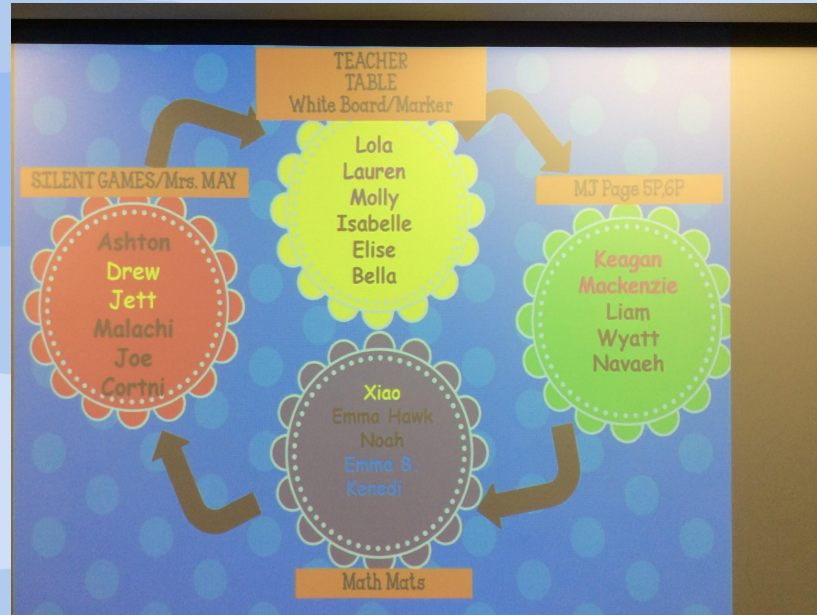 TEACHER
TABLE
White Board/Marker
Lola
Lauren
Molly
Isabelle
Elise
Bella
SILENT GAMES/Mrs. MAY
Ashton
Drew
Jett
Malachi
Joe
Cortni
MJ Page 5P,6P
Keagan
Mackenzie
Liam
Wyatt
Navaeh
Xiao
Emma Hawk
Noah
Emma B.
Kenedi
Math Mats